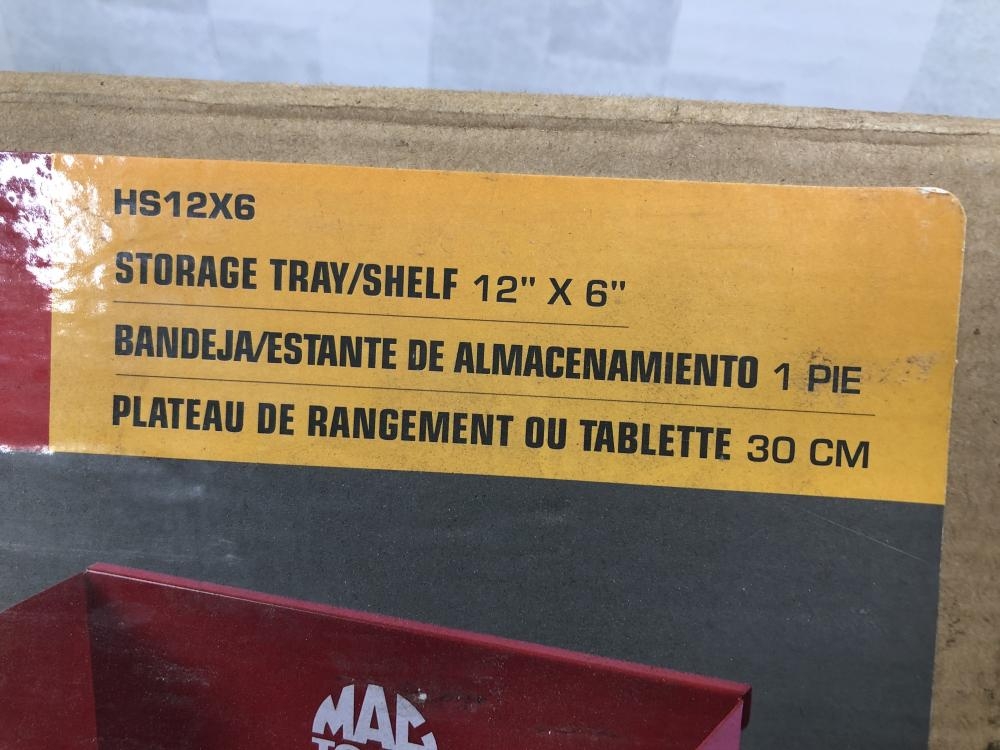 HS12X6
STORAGE TRAY/SHELF 12" X 6"
BANDEJA/ESTANTE DE ALMACENAMIENTO 1 PIE
PLATEAU DE RANGEMENT OU TABLETTE 30 CM
MAC